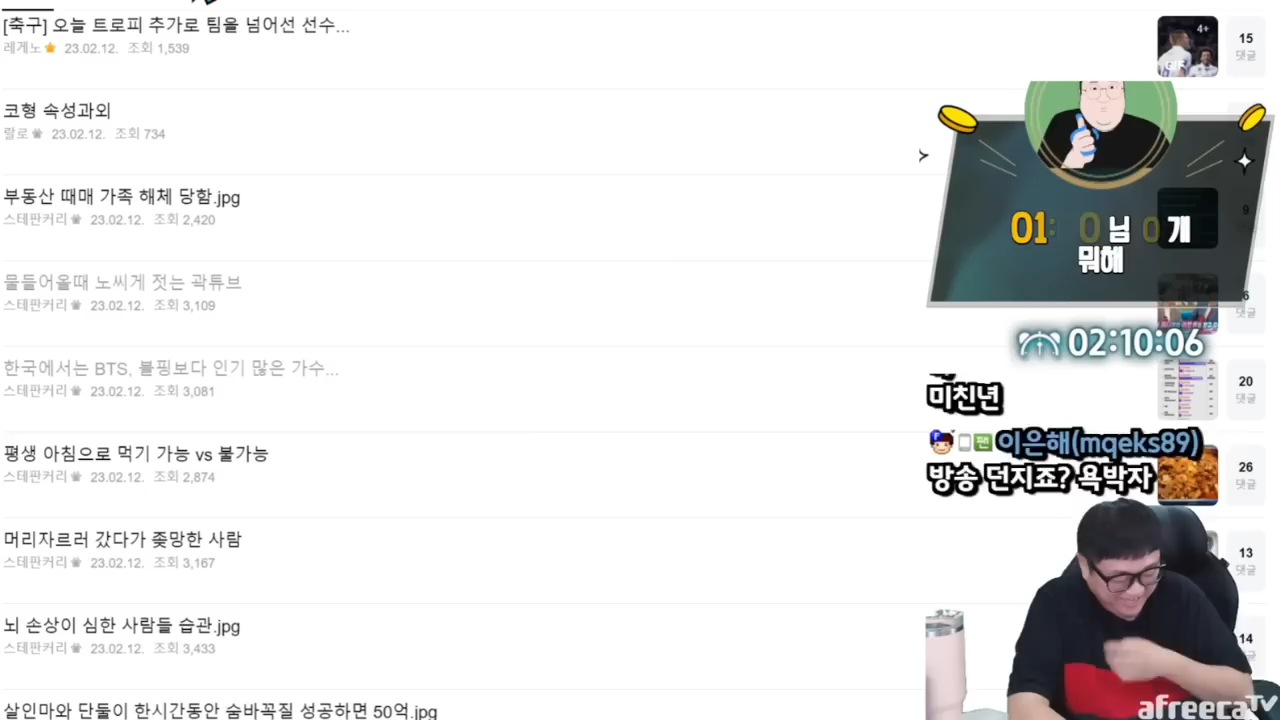 [축구] 오늘 트로피 추가로 팀을 넘어선 선수...
레게노 23.02.12. 조회 1,539
4+
GIF
15
댓글
코형 속성과외
랄로 23.02.12. 조회 734
부동산 때매 가족 해체 당함.jpg
스테판커리 23.02.12. 조회 2,420
9
01: 0 님 0 개
뭐해
물들어올때 노씨게 젓는 곽튜브
스테판커리 23.02.12. 조회 3,109
6
댓글
02:10:06
한국에서는 BTS, 블핑보다 인기 많은 가수...
스테판커리 23.02.12. 조회 3,081
20
댓글
미친년
이은해(mqeks89)
방송 던지죠? 욕박자
평생 아침으로 먹기 가능 vs 불가능
스테판커리 23.02.12. 조회 2,874
26
댓글
머리자르러 갔다가 좆망한 사람
스테판커리 23.02.12. 조회 3,167
13
댓글
뇌 손상이 심한 사람들 습관.jpg
스테판커리 23.02.12. 조회 3,433
14
살인마와 단둘이 한시간동안 숨바꼭질 성공하면 50억.jpg
afreecaTV